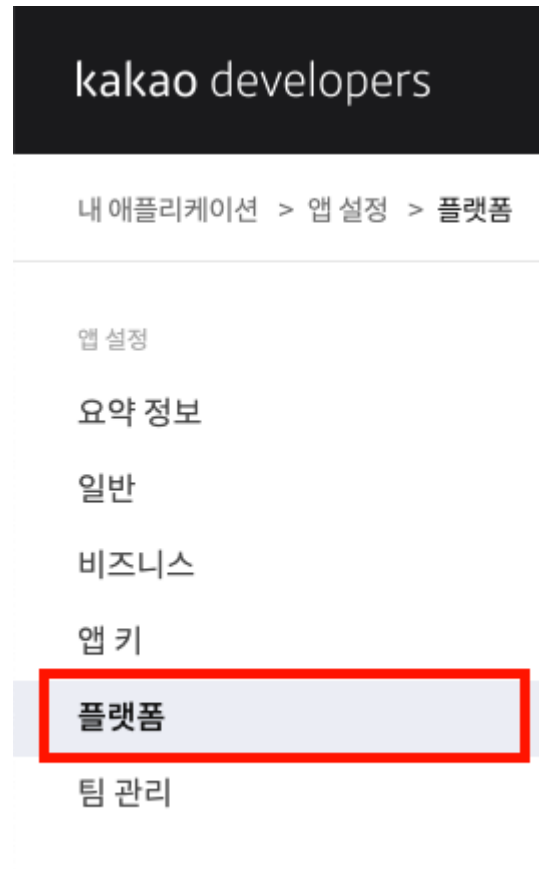 kakao developers
내 애플리케이션 > 앱 설정 > 플랫폼
앱 설정
요약 정보
일반
비즈니스
앱 키
플랫폼
팀 관리